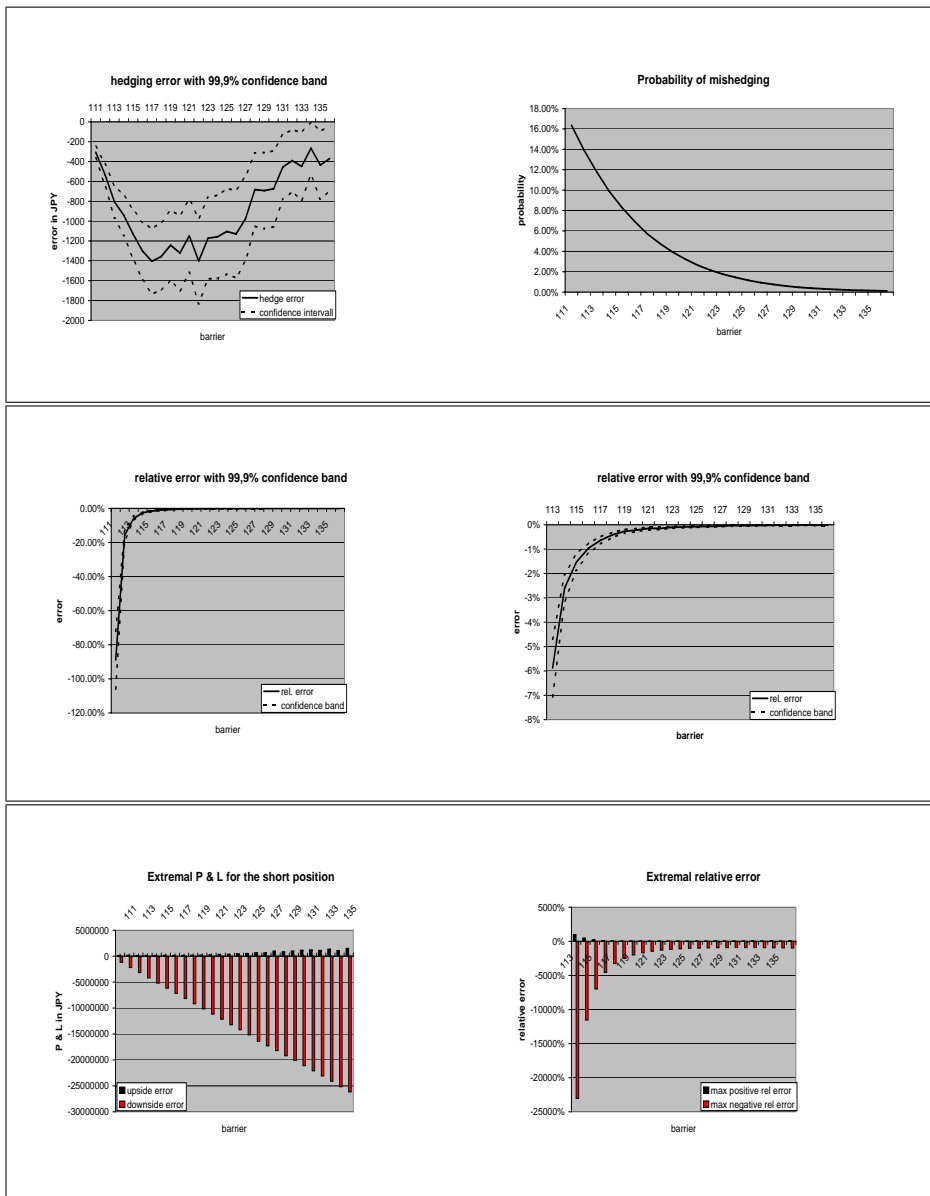 hedging error with 99,9% confidence band
111 113 115 117 119 121 123 125 127 129 131 133 135
0
-200
-400
-600
-800
-1000
-1200
-1400
-1600
-1800
-2000
error in JPY
hedge error
confidence intervall
barrier
Probability of mishedging
18.00%
16.00%
14.00%
12.00%
10.00%
8.00%
6.00%
4.00%
2.00%
0.00%
probability
111 113 115 117 119 121 123 125 127 129 131 133 135
barrier
relative error with 99,9% confidence band
0.00%
-20.00%
-40.00%
-60.00%
-80.00%
-100.00%
-120.00%
111 113 115 117 119 121 123 125 127 129 131 133 135
error
rel. error
confidence band
barrier
relative error with 99.9% confidence band
113 115 117 119 121 123 125 127 129 131 133 135
0%
-1%
-2%
-3%
-4%
-5%
-6%
-7%
-8%
error
rel. error
confidence band
barrier
Extremal P & L for the short position
111 113 115 117 119 121 123 125 127 129 131 133 135
5000000
0
-5000000
-10000000
-15000000
-20000000
-25000000
-30000000
P & L in JPY
upside error
downside error
barrier
Extremal relative error
5000%
0%
-5000%
-10000%
-15000%
-20000%
-25000%
113 115 117 119 121 123 125 127 129 131 133 135
relative error
max positive rel error
max negative rel error
barrier